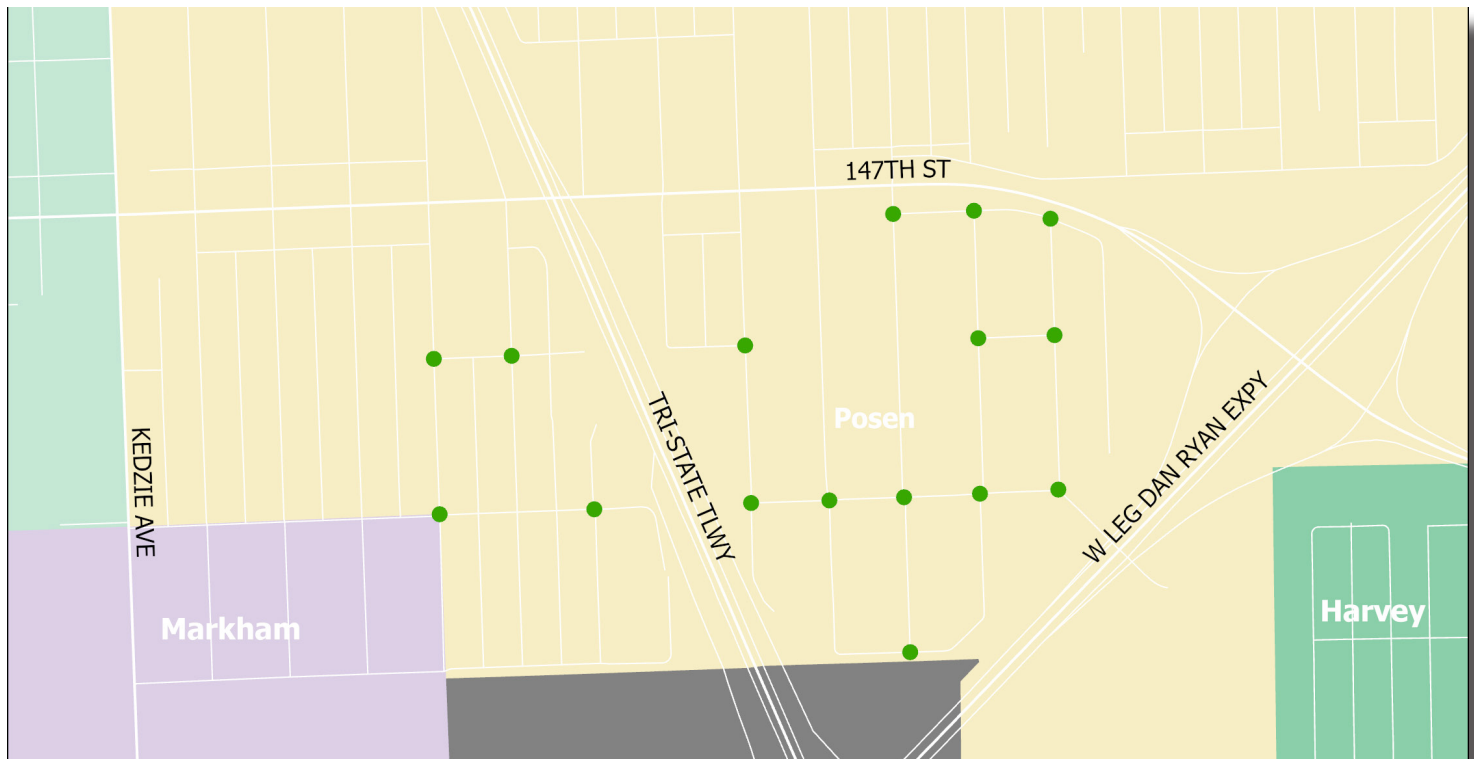 147TH ST
TRI-STATE TLWY
Posen
KEDZIE AVE
W LEG DAN RYAN EXPY
Markham
Harvey